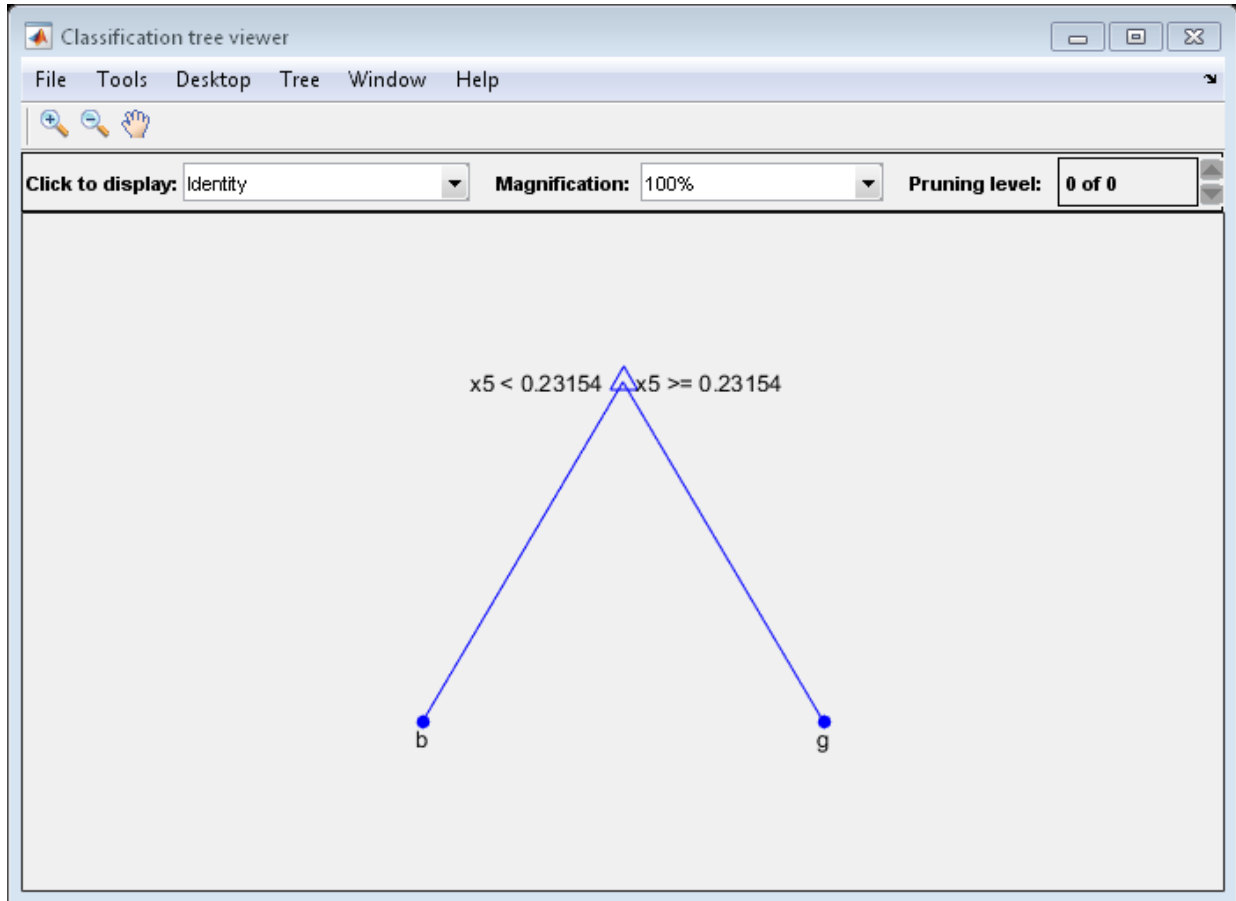 Classification tree viewer
File Tools Desktop Tree Window Help
Click to display: Identity Magnification: 100% Pruning level: 0 of 0
x5 < 0.23154 x5 >= 0.23154
b g